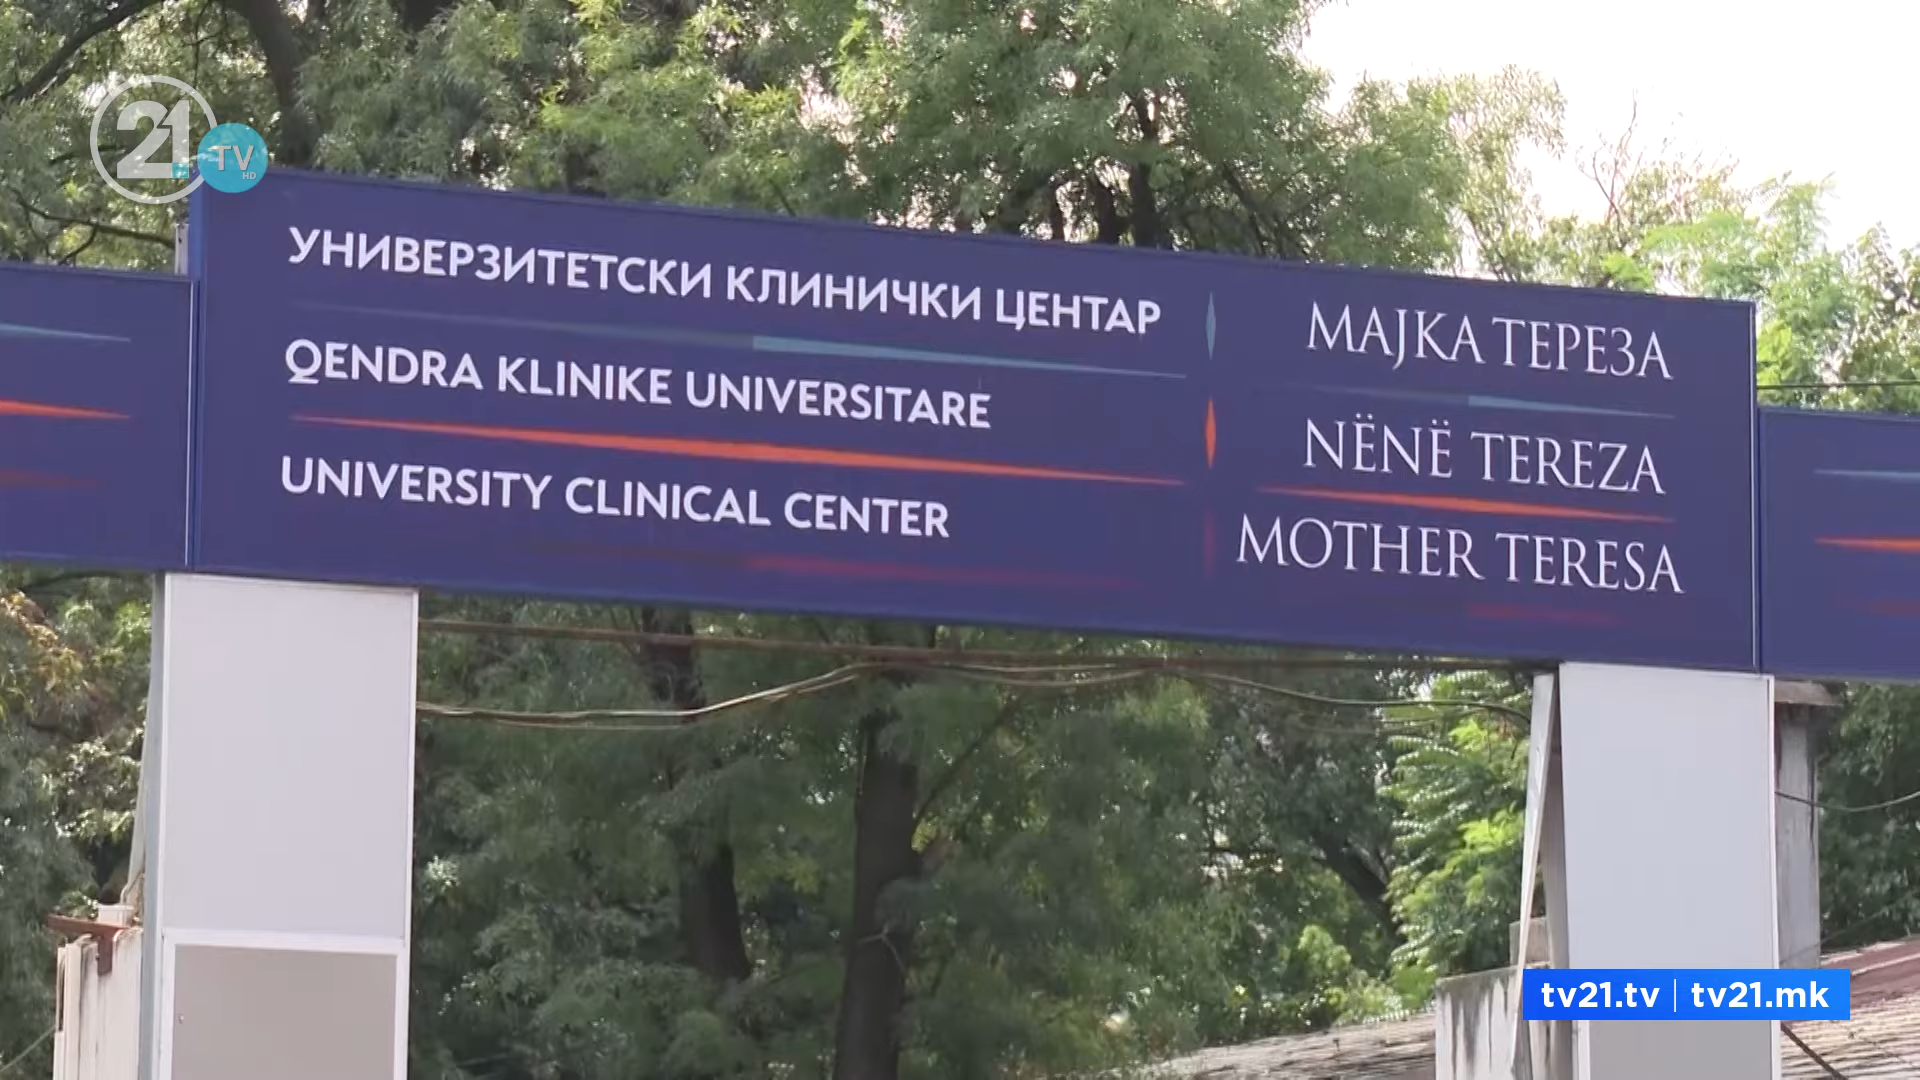 21
TV
HD
УНИВЕРЗИТЕТСКИ КЛИНИЧКИ ЦЕНТАР
QENDRA KLINIKE UNIVERSITARE
UNIVERSITY CLINICAL CENTER
МАЈКА ТЕРЕЗА
NËNË TEREZA
MOTHER TERESA
tv21.tv | tv21.mk